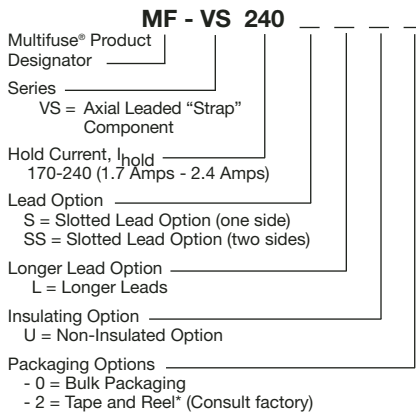 MF - VS 240 _ _ _ _
Multifuse® Product
Designator
Series
VS = Axial Leaded “Strap”
Component
Hold Current, Ihold
170-240 (1.7 Amps - 2.4 Amps)
Lead Option
S = Slotted Lead Option (one side)
SS = Slotted Lead Option (two sides)
Longer Lead Option
L = Longer Leads
Insulating Option
U = Non-Insulated Option
Packaging Options
- 0 = Bulk Packaging
- 2 = Tape and Reel* (Consult factory)